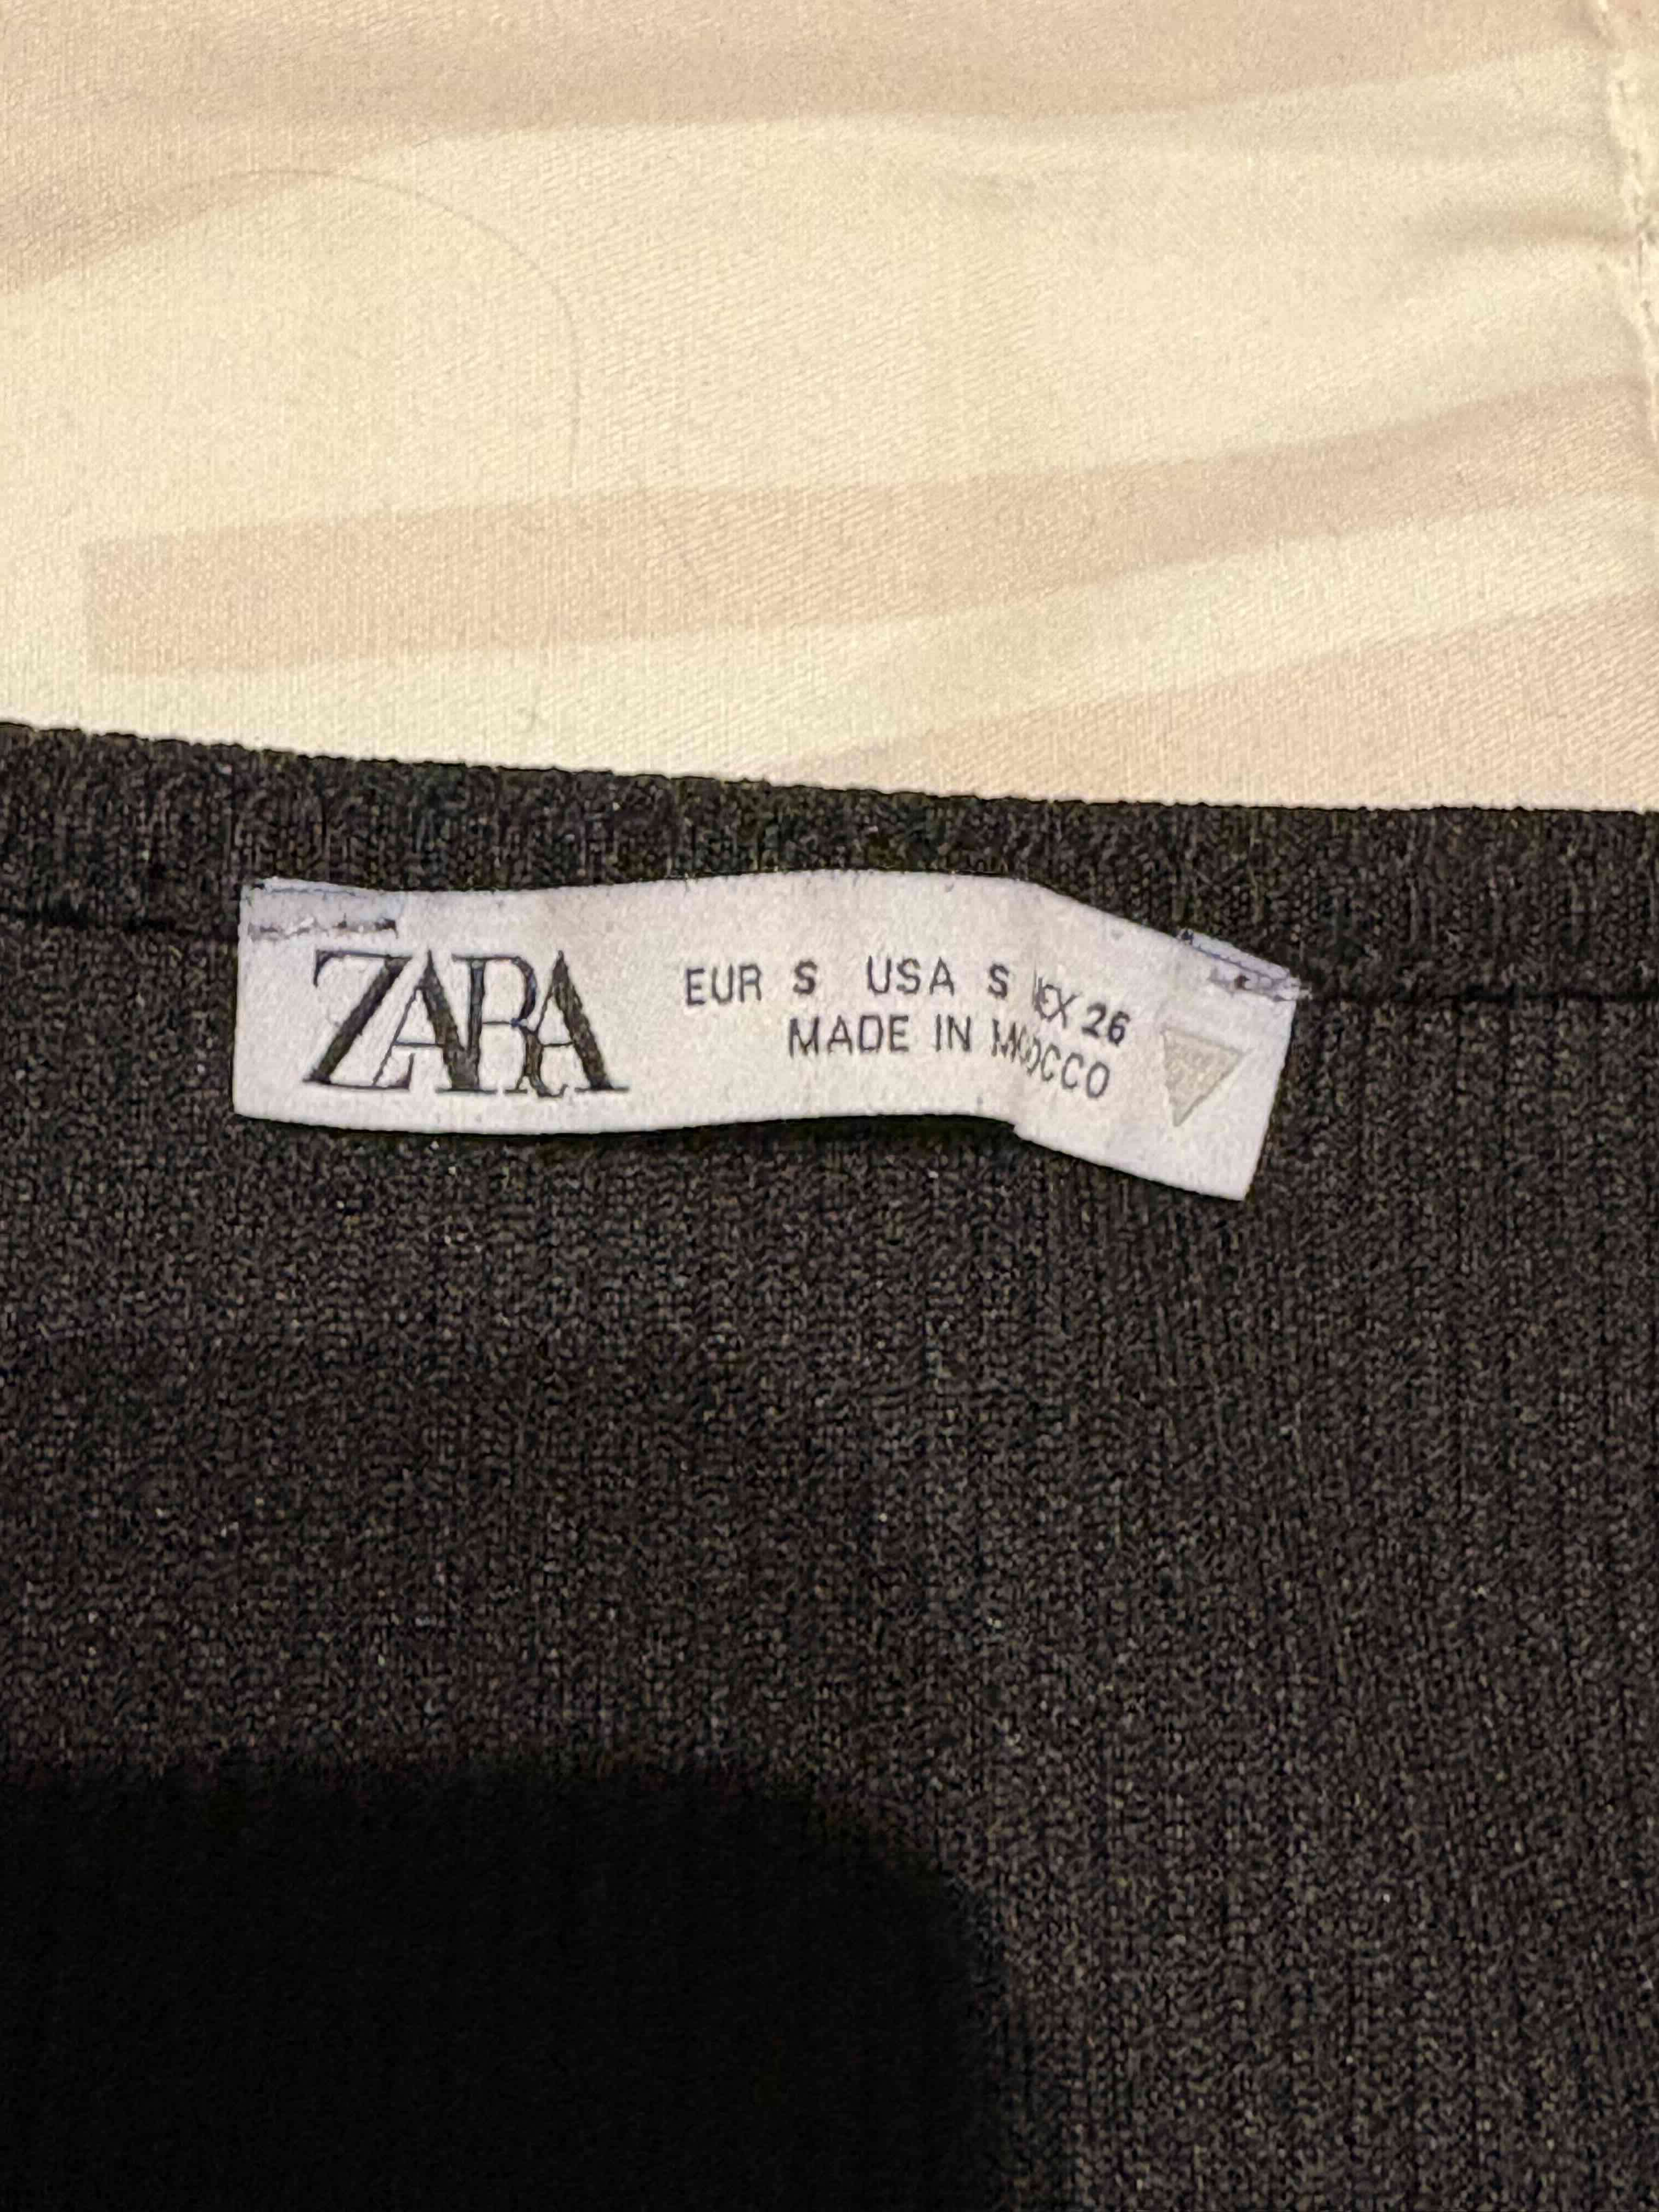 ZARA
EUR S USA S MEX 26
MADE IN MOROCCO